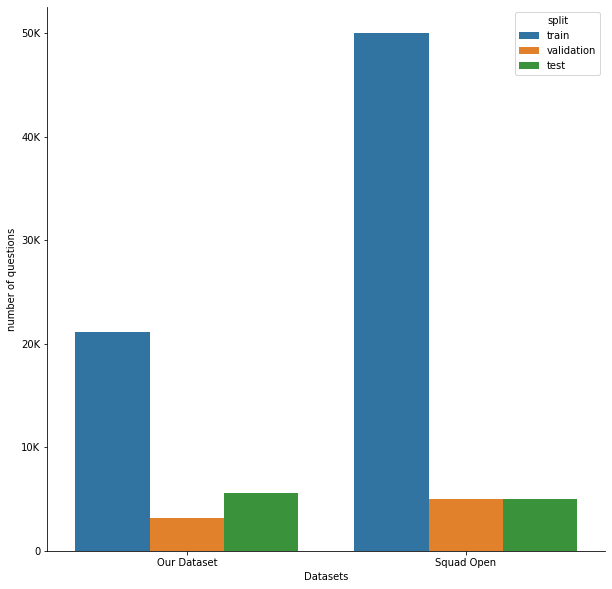 split
train
validation
test
50K
40K
30K
20K
10K
0
number of questions
Our Dataset
Squad Open
Datasets